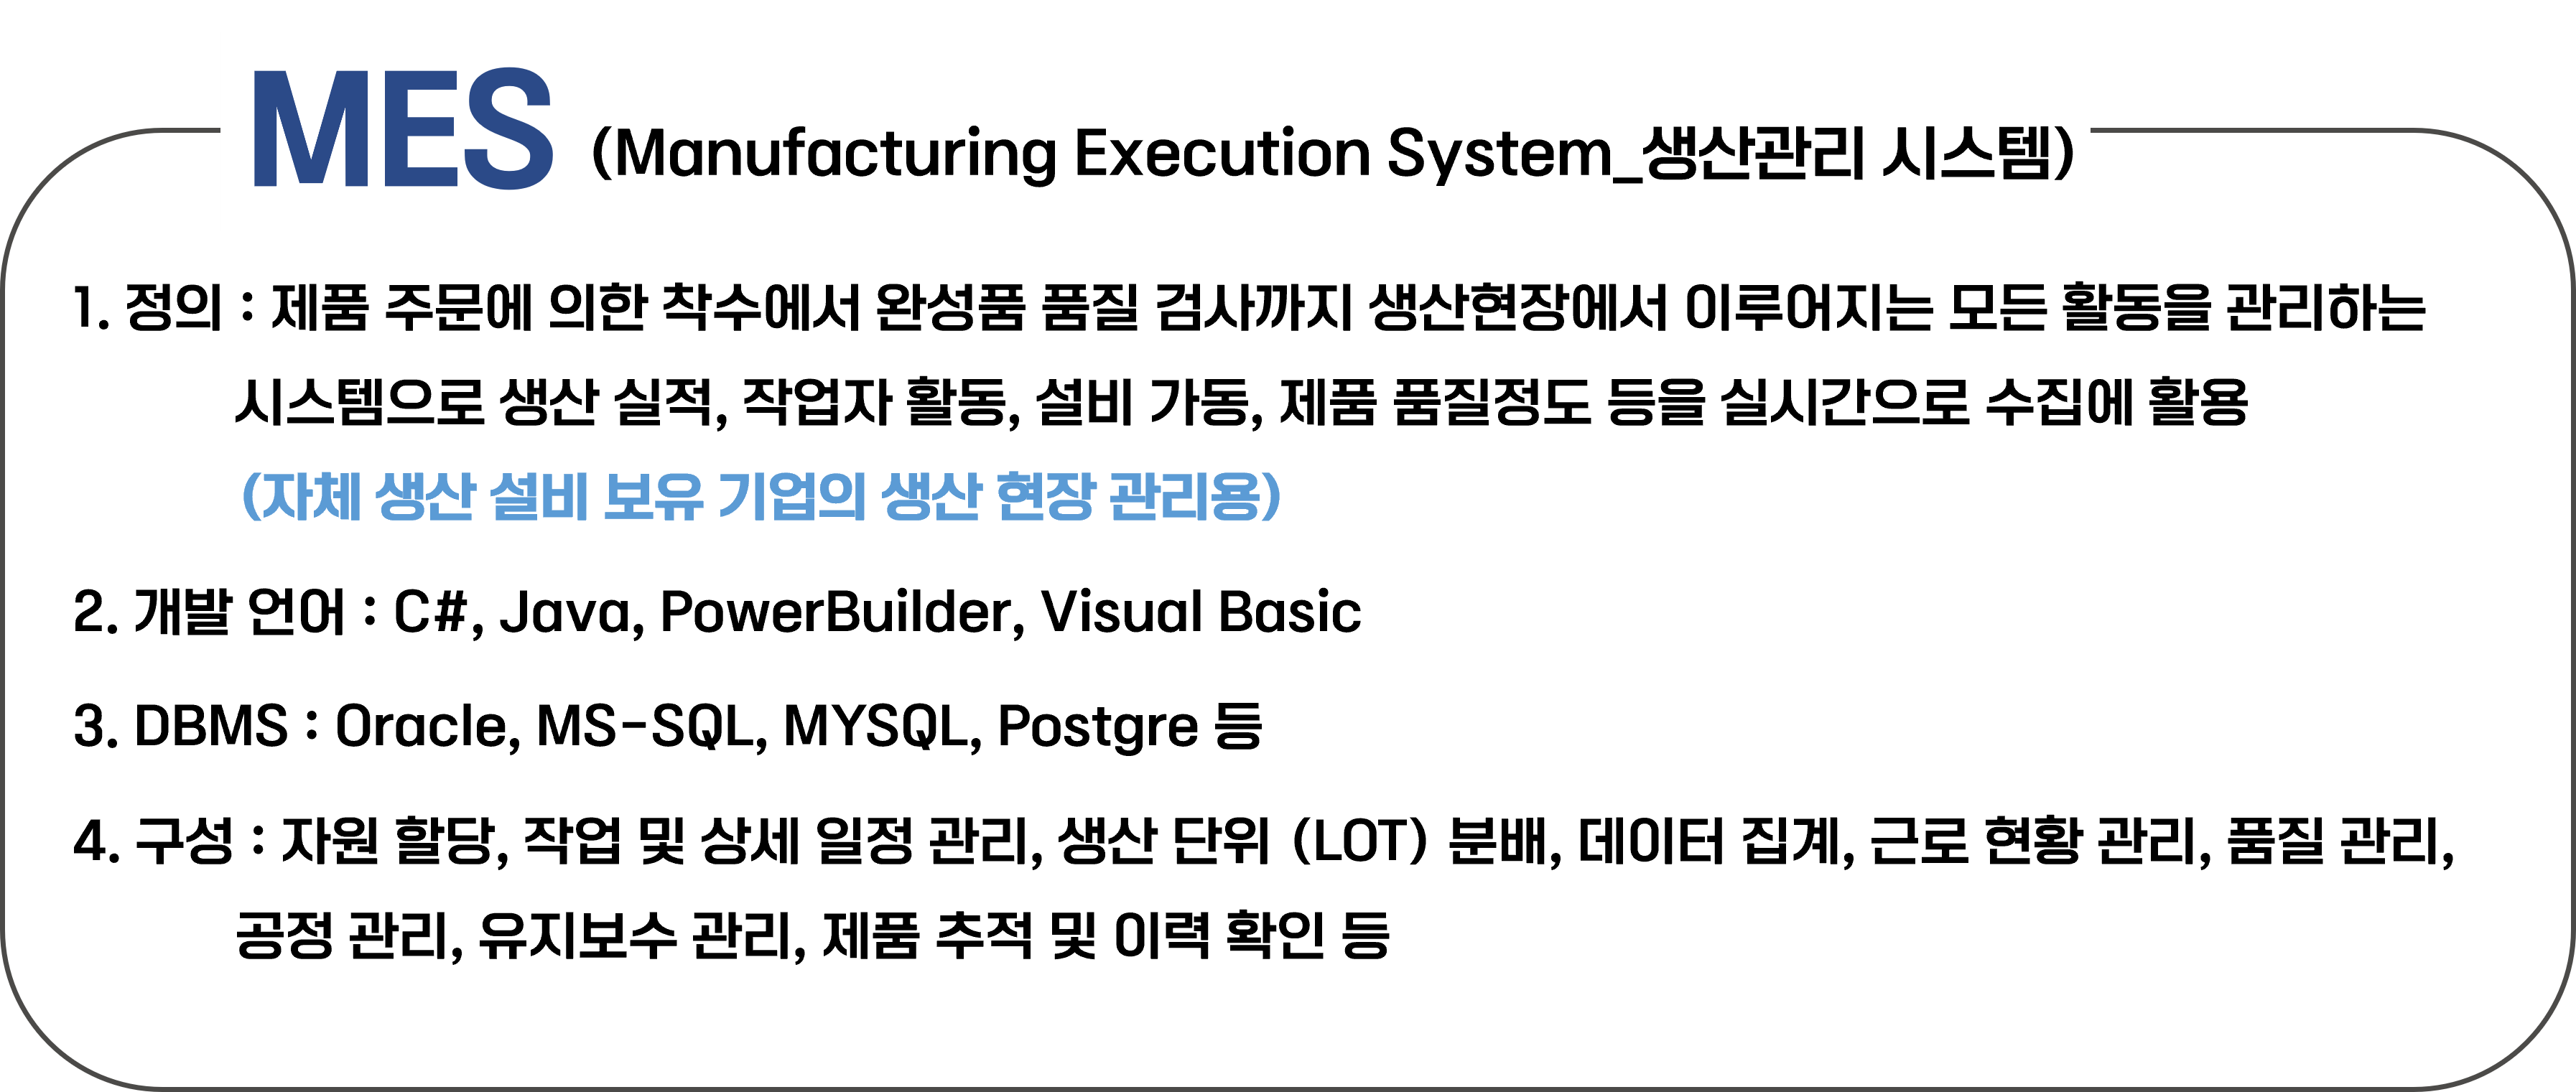 MES (Manufacturing Execution System_생산관리 시스템)
1. 정의 : 제품 주문에 의한 착수에서 완성품 품질 검사까지 생산현장에서 이루어지는 모든 활동을 관리하는
시스템으로 생산 실적, 작업자 활동, 설비 가동, 제품 품질정도 등을 실시간으로 수집에 활용
(자체 생산 설비 보유 기업의 생산 현장 관리용)
2. 개발 언어 : C#, Java, PowerBuilder, Visual Basic
3. DBMS : Oracle, MS-SQL, MYSQL, Postgre 등
4. 구성 : 자원 할당, 작업 및 상세 일정 관리, 생산 단위 (LOT) 분배, 데이터 집계, 근로 현황 관리, 품질 관리,
공정 관리, 유지보수 관리, 제품 추적 및 이력 확인 등